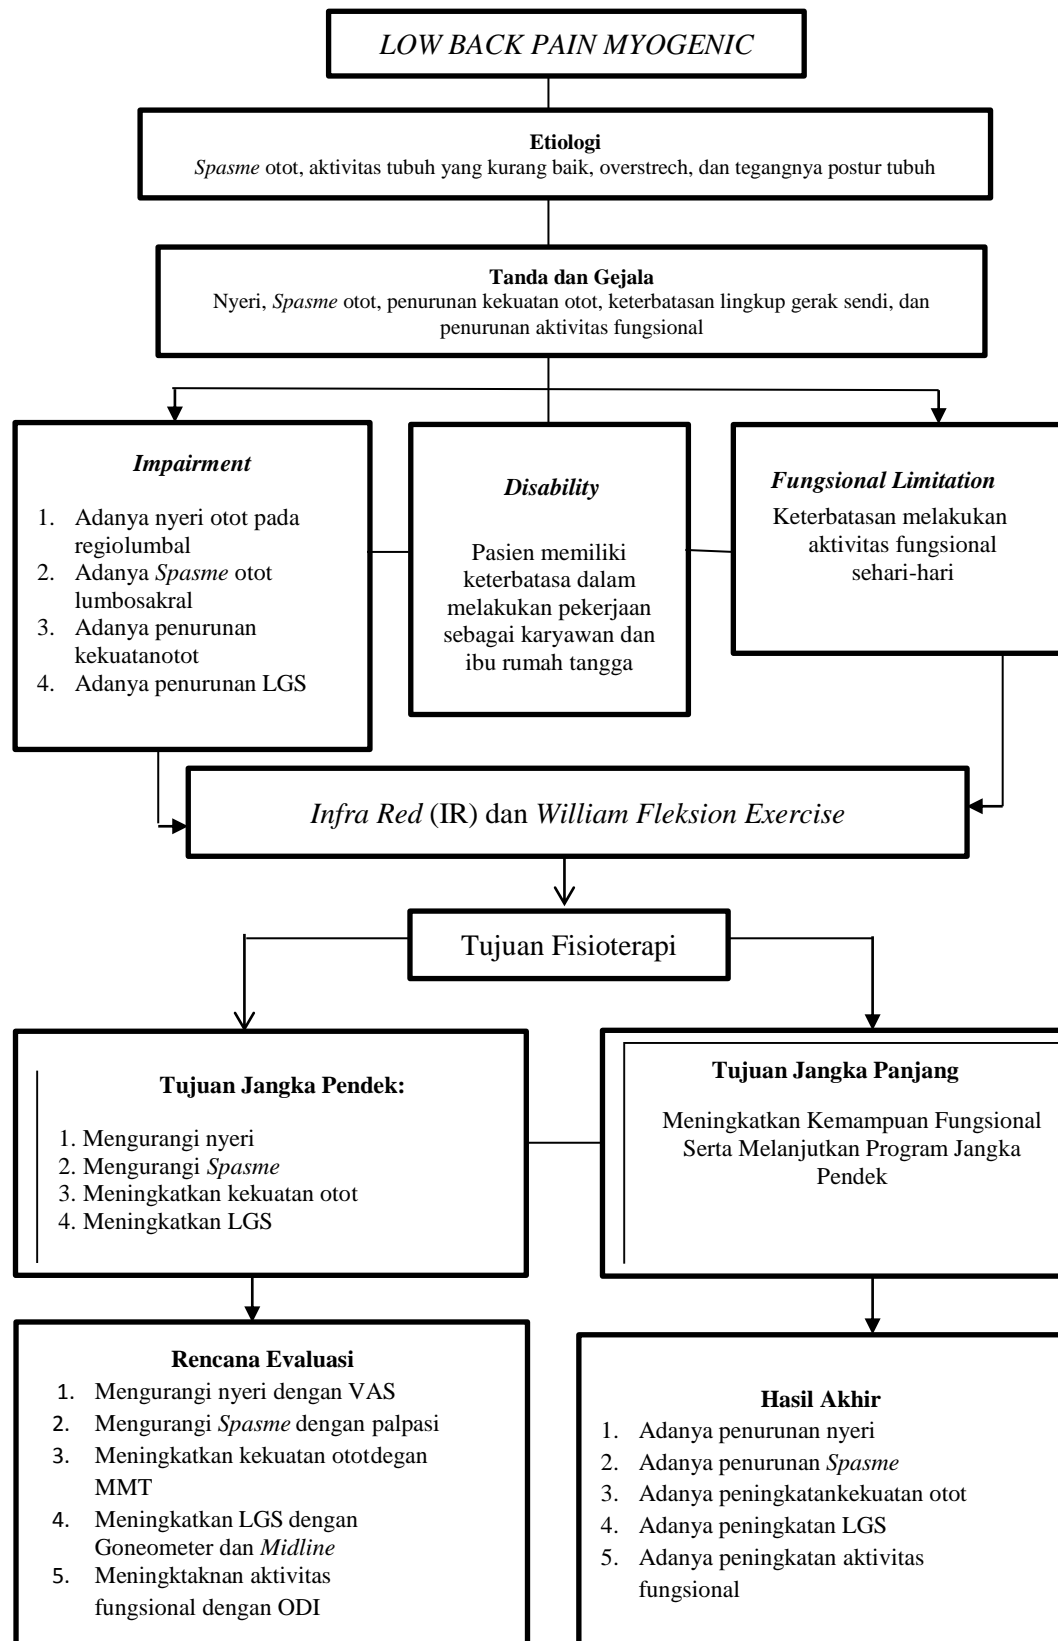 LOW BACK PAIN MYOGENIC
Etiologi
Spasme otot, aktivitas tubuh yang kurang baik, overstrech, dan tegangnya postur tubuh
Tanda dan Gejala
Nyeri, Spasme otot, penurunan kekuatan otot, keterbatasan lingkup gerak sendi, dan
penurunan aktivitas fungsional
Impairment
1. Adanya nyeri otot pada
regiolumbal
2. Adanya Spasme otot
lumbosakral
3. Adanya penurunan
kekuatanotot
4. Adanya penurunan LGS
Disability
Pasien memiliki
keterbatasa dalam
melakukan pekerjaan
sebagai karyawan dan
ibu rumah tangga
Fungsional Limitation
Keterbatasan melakukan
aktivitas fungsional
sehari-hari
Infra Red (IR) dan William Fleksion Exercise
Tujuan Fisioterapi
Tujuan Jangka Pendek:
1. Mengurangi nyeri
2. Mengurangi Spasme
3. Meningkatkan kekuatan otot
4. Meningkatkan LGS
Tujuan Jangka Panjang
Meningkatkan Kemampuan Fungsional
Serta Melanjutkan Program Jangka
Pendek
Rencana Evaluasi
1. Mengurangi nyeri dengan VAS
2. Mengurangi Spasme dengan palpasi
3. Meningkatkan kekuatan ototdegan
MMT
4. Meningkatkan LGS dengan
Goneometer dan Midline
5. Meningktaknan aktivitas
fungsional dengan ODI
Hasil Akhir
1. Adanya penurunan nyeri
2. Adanya penurunan Spasme
3. Adanya peningkatankekuatan otot
4. Adanya peningkatan LGS
5. Adanya peningkatan aktivitas
fungsional